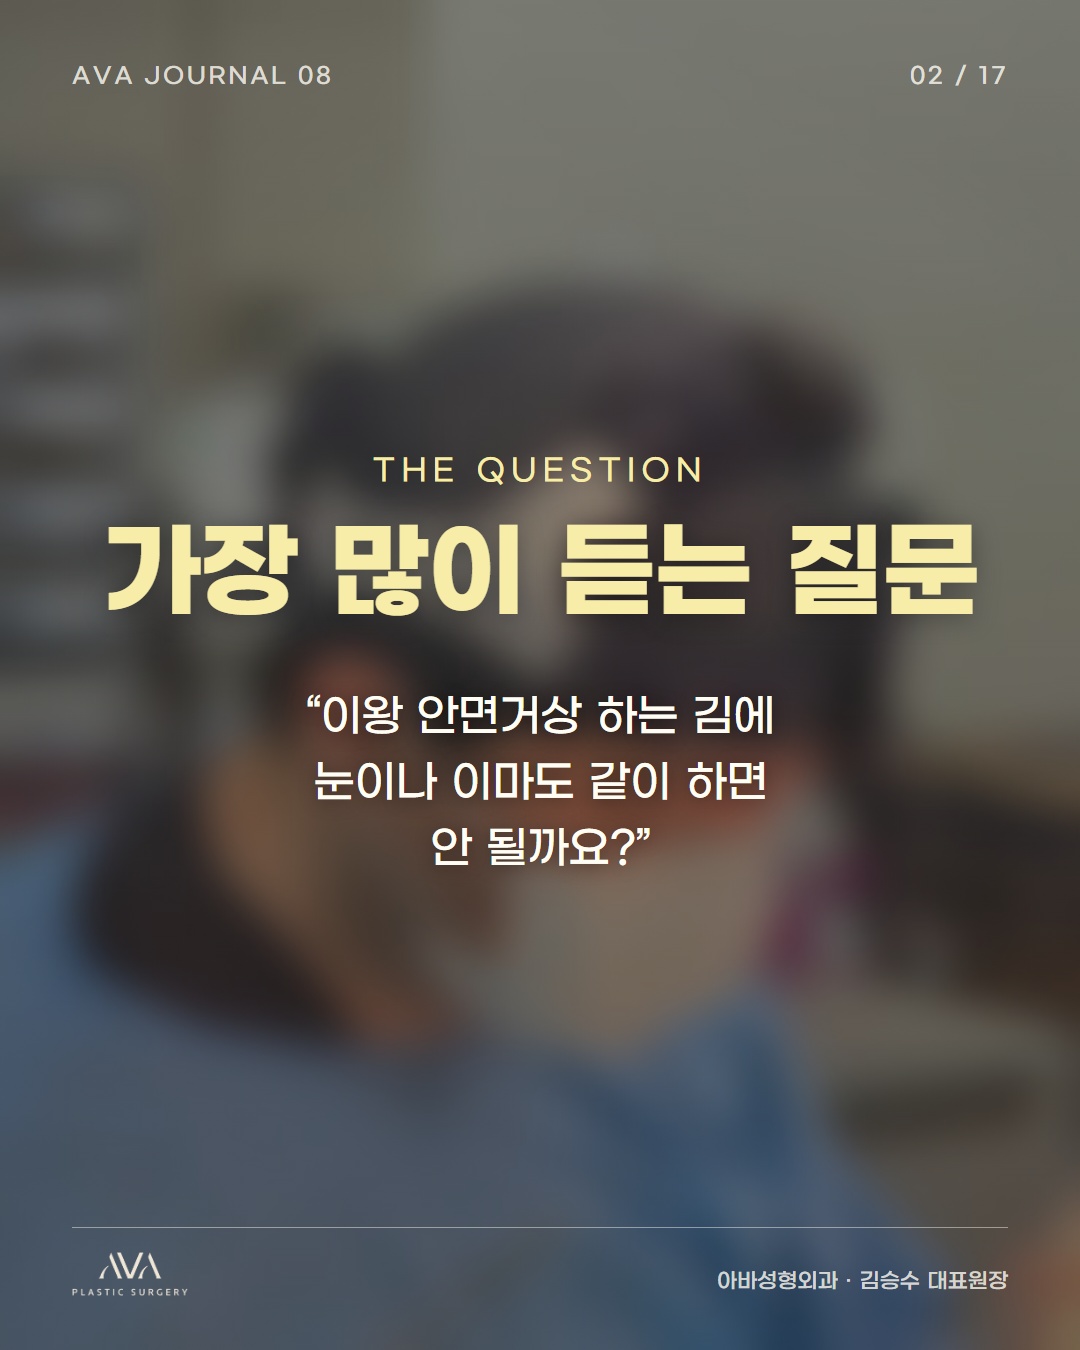 AVA JOURNAL 08
02 / 17
THE QUESTION
가장 많이 듣는 질문
“이왕 안면거상 하는 김에
눈이나 이마도 같이 하면
안 될까요?”
AVA
PLASTIC SURGERY
아바성형외과 · 김승수 대표원장